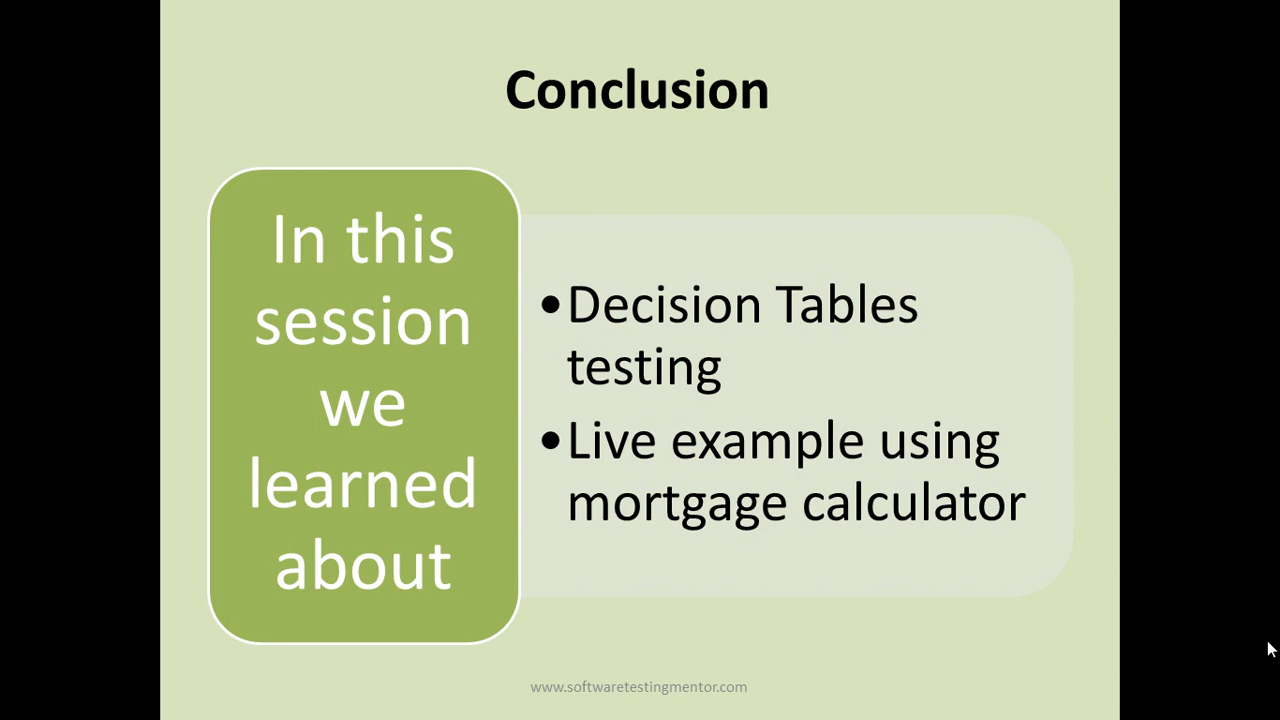 Conclusion
In this
session
we
learned
about
•Decision Tables
testing
•Live example using
mortgage calculator
www.softwaretestingmentor.com